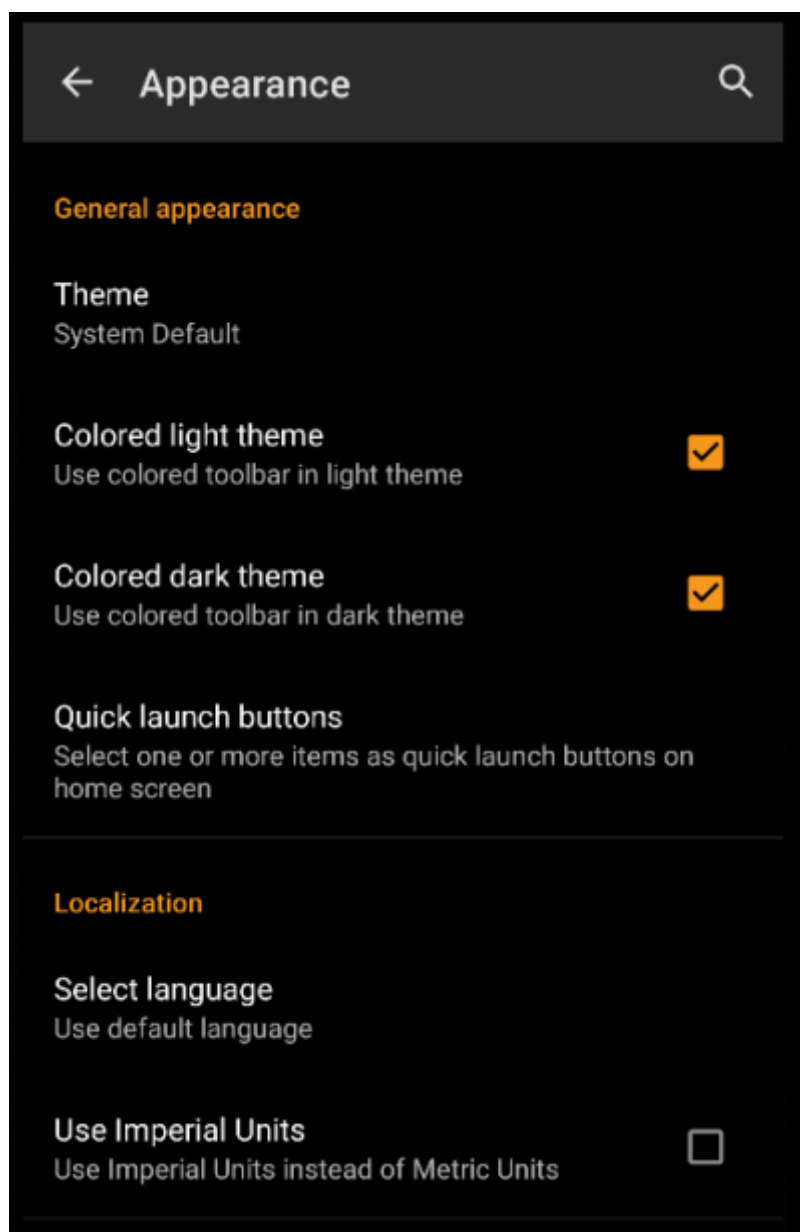 Appearance
General appearance
Theme
System Default
Colored light theme
Use colored toolbar in light theme
Colored dark theme
Use colored toolbar in dark theme
Quick launch buttons
Select one or more items as quick launch buttons on
home screen
Localization
Select language
Use default language
Use Imperial Units
Use Imperial Units instead of Metric Units